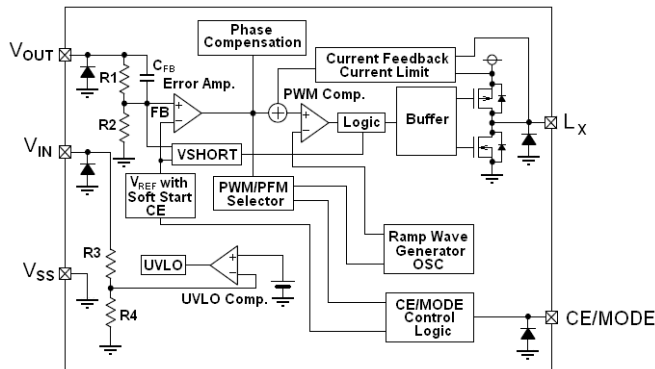 Phase
Compensation
VOUT
CFB
R1
Error Amp.
Current Feedback
Current Limit
PWM Comp.
FB
R2
Logic
Buffer
LX
VIN
VSHORT
VREF with
Soft Start
CE
PWM/PFM
Selector
R3
Ramp Wave
Generator
OSC
VSS
UVLO
UVLO Comp.
R4
CE/MODE
Control
Logic
CE/MODE